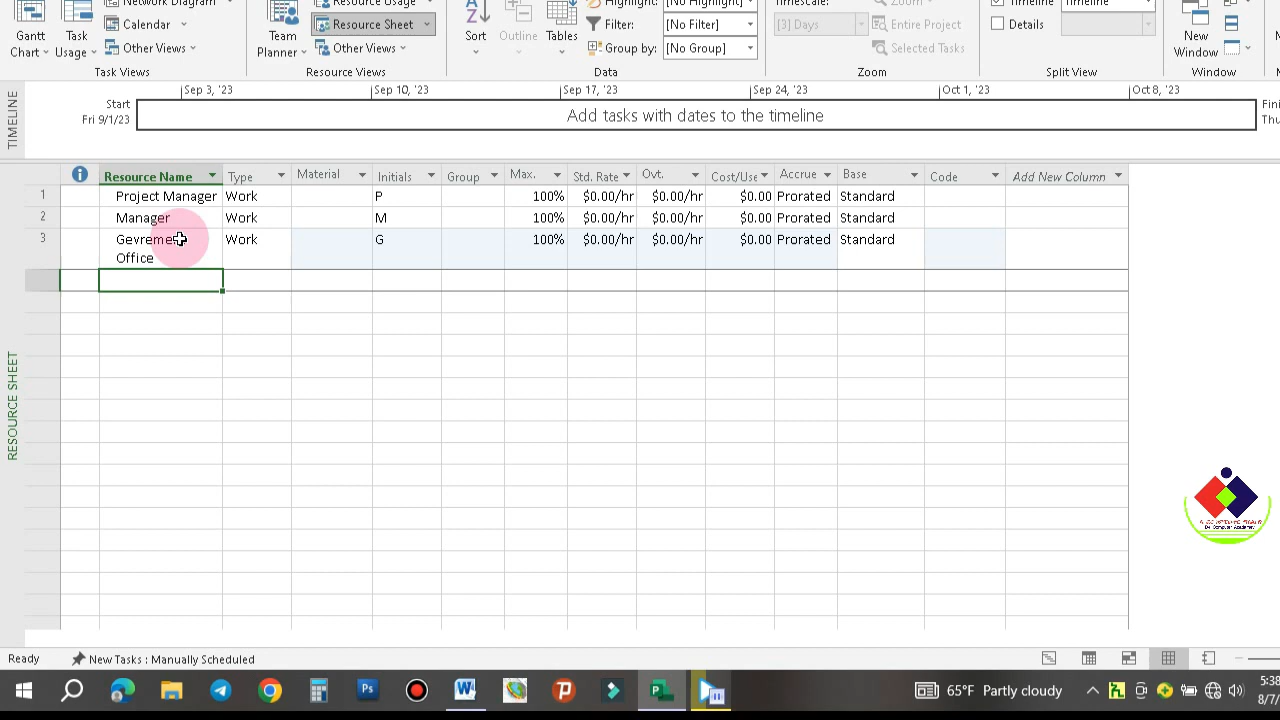 Network Diagram Resource Usage Highlight: [No Highlight] Timescale: Zoom Timeline Timeline
Calendar Resource Sheet Filter: [No Filter] [3] Days Entire Project Details
Gantt Chart Task Usage Other Views Team Planner Other Views Sort Outline Tables Group by: [No Group] Selected Tasks New Window
Task Views Resource Views Data Zoom Split View Window
TIMELINE
Sep 3, '23 Sep 10, '23 Sep 17, '23 Sep 24, '23 Oct 1, '23 Oct 8, '23
Start
Fri 9/1/23
Add tasks with dates to the timeline
Fini
Thu
RESOURCE SHEET
Resource Name Type Material Initials Group Max. Std. Rate Ovt. Cost/Use Accrue Base Code Add New Column
1 Project Manager Work P 100% $0.00/hr $0.00/hr $0.00 Prorated Standard
2 Manager Work M 100% $0.00/hr $0.00/hr $0.00 Prorated Standard
3 Gevreme Work G 100% $0.00/hr $0.00/hr $0.00 Prorated Standard
Office
Ready New Tasks : Manually Scheduled
65°F Partly cloudy
5:38
8/7/